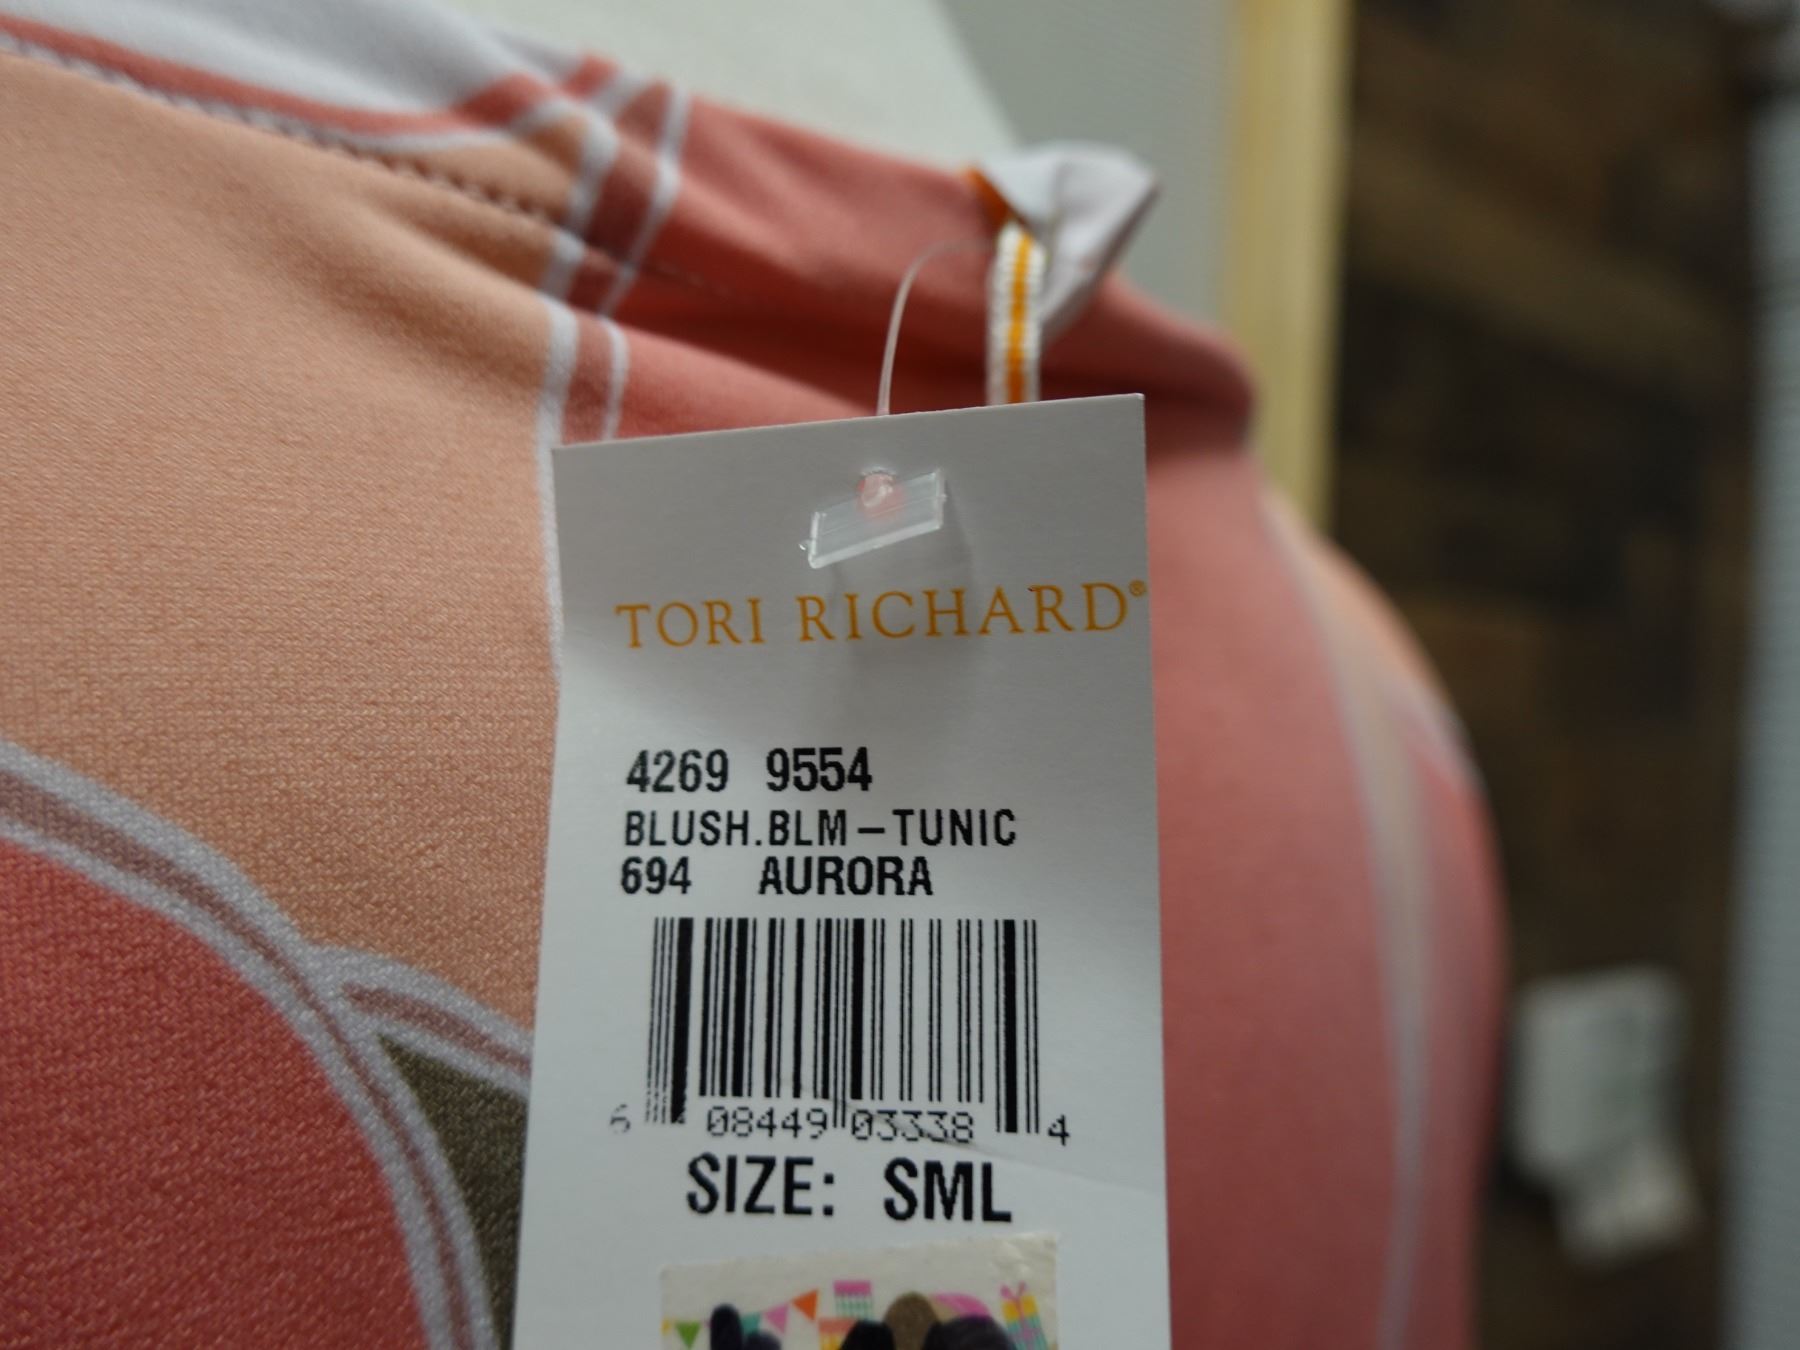 TORI RICHARD®
4269 9554
BLUSH.BLM-TUNIC
694 AURORA
6 08449 03338 4
SIZE: SML